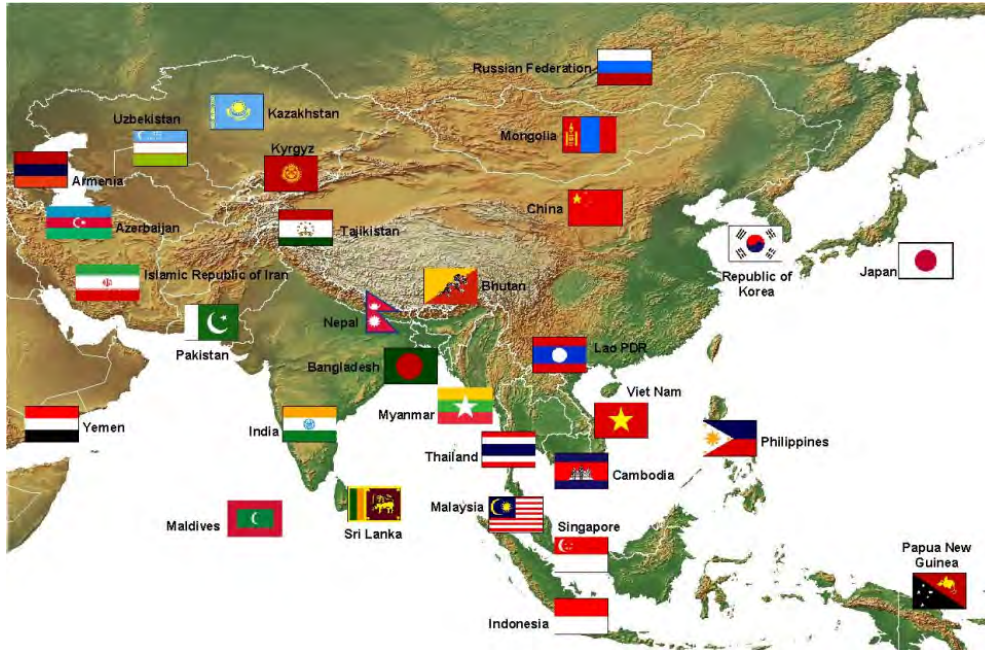 Russian Federation
Kazakhstan
Uzbekistan
Mongolia
Kyrgyz
Armenia
China
Azerbaijan
Tajikistan
Islamic Republic of Iran
Bhutan
Republic of
Korea
Japan
Nepal
Pakistan
Bangladesh
Lao PDR
Viet Nam
Myanmar
Yemen
India
Thailand
Philippines
Cambodia
Malaysia
Maldives
Sri Lanka
Singapore
Papua New
Guinea
Indonesia